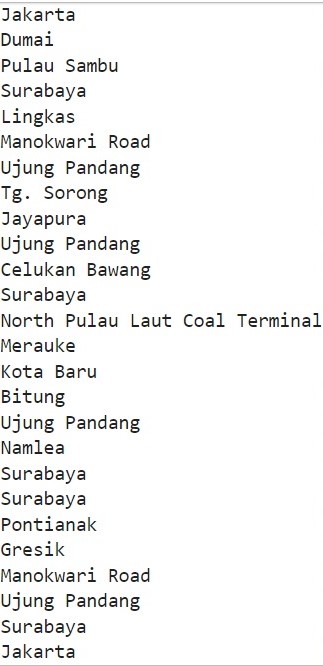 Jakarta
Dumai
Pulau Sambu
Surabaya
Lingkas
Manokwari Road
Ujung Pandang
Tg. Sorong
Jayapura
Ujung Pandang
Celukan Bawang
Surabaya
North Pulau Laut Coal Terminal
Merauke
Kota Baru
Bitung
Ujung Pandang
Namlea
Surabaya
Surabaya
Pontianak
Gresik
Manokwari Road
Ujung Pandang
Surabaya
Jakarta